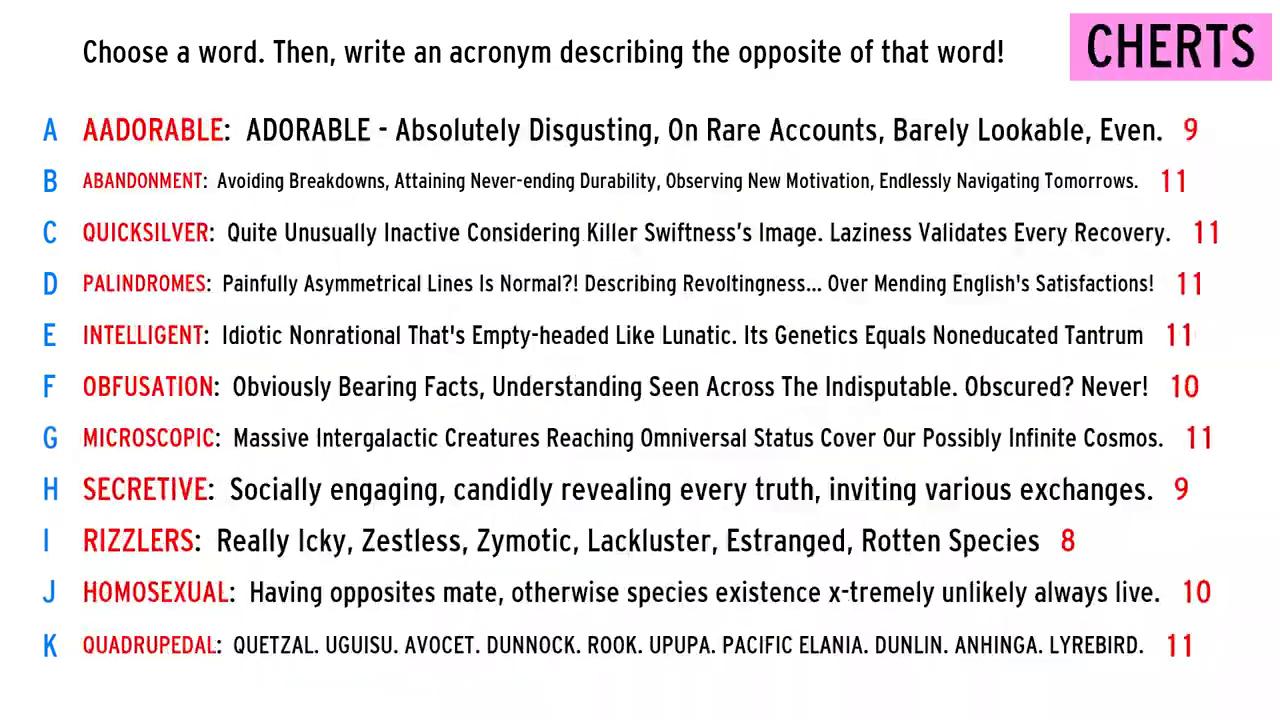 Choose a word. Then, write an acronym describing the opposite of that word!
CHERTS
A AADORABLE: ADORABLE - Absolutely Disgusting, On Rare Accounts, Barely Lookable, Even. 9
B ABANDONMENT: Avoiding Breakdowns, Attaining Never-ending Durability, Observing New Motivation, Endlessly Navigating Tomorrows. 11
C QUICKSILVER: Quite Unusually Inactive Considering Killer Swiftness's Image. Laziness Validates Every Recovery. 11
D PALINDROMES: Painfully Asymmetrical Lines Is Normal?! Describing Revoltingness... Over Mending English's Satisfactions! 11
E INTELLIGENT: Idiotic Nonrational That's Empty-headed Like Lunatic. Its Genetics Equals Noneducated Tantrum 11
F OBFUSATION: Obviously Bearing Facts, Understanding Seen Across The Indisputable. Obscured? Never! 10
G MICROSCOPIC: Massive Intergalactic Creatures Reaching Omniversal Status Cover Our Possibly Infinite Cosmos. 11
H SECRETIVE: Socially engaging, candidly revealing every truth, inviting various exchanges. 9
I RIZZLERS: Really Icky, Zestless, Zymotic, Lackluster, Estranged, Rotten Species 8
J HOMOSEXUAL: Having opposites mate, otherwise species existence x-tremely unlikely always live. 10
K QUADRUPEDAL: QUETZAL. UGUISU. AVOCET. DUNNOCK. ROOK. UPUPA. PACIFIC ELANIA. DUNLIN. ANHINGA. LYREBIRD. 11